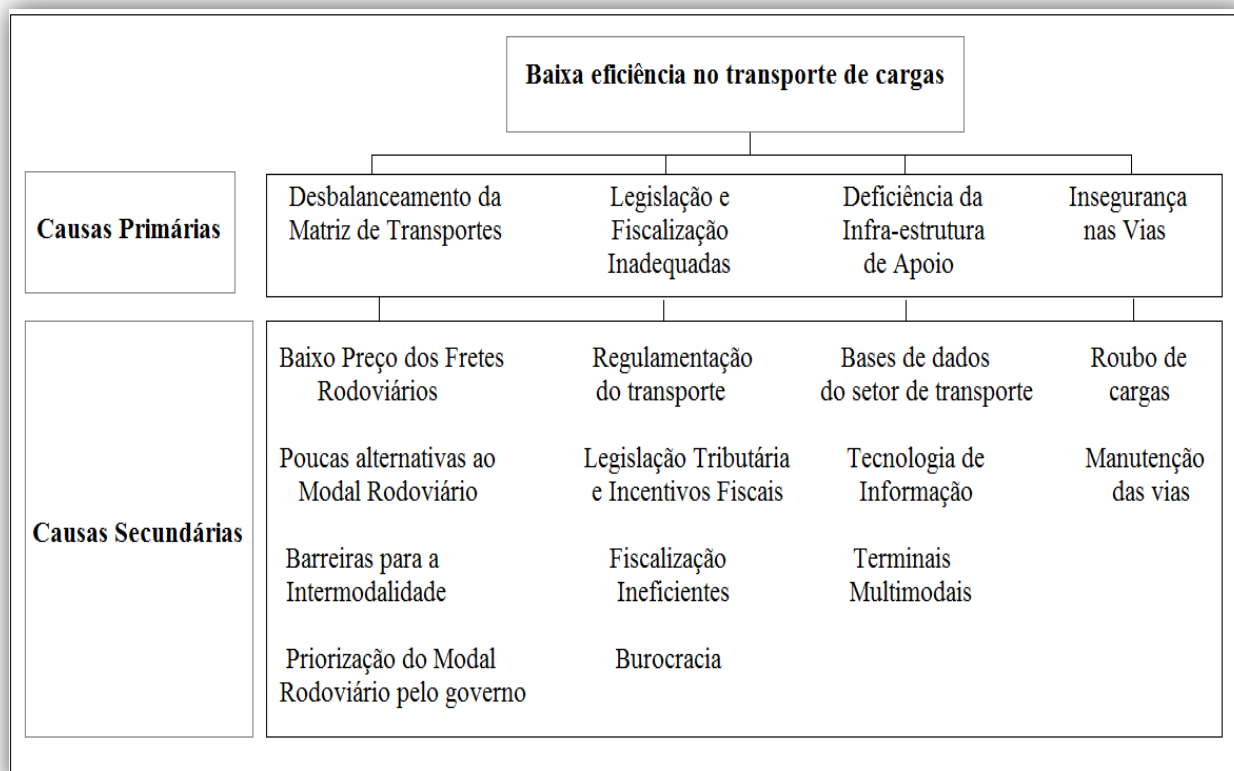 Baixa eficiência no transporte de cargas
Causas Primárias
Desbalanceamento da
Matriz de Transportes
Legislação e
Fiscalização
Inadequadas
Deficiência da
Infra-estrutura
de Apoio
Insegurança
nas Vias
Causas Secundárias
Baixo Preço dos Fretes
Rodoviários
Poucas alternativas ao
Modal Rodoviário
Barreiras para a
Intermodalidade
Priorização do Modal
Rodoviário pelo governo
Regulamentação
do transporte
Legislação Tributária
e Incentivos Fiscais
Fiscalização
Ineficientes
Burocracia
Bases de dados
do setor de transporte
Tecnologia de
Informação
Terminais
Multimodais
Roubo de
cargas
Manutenção
das vias